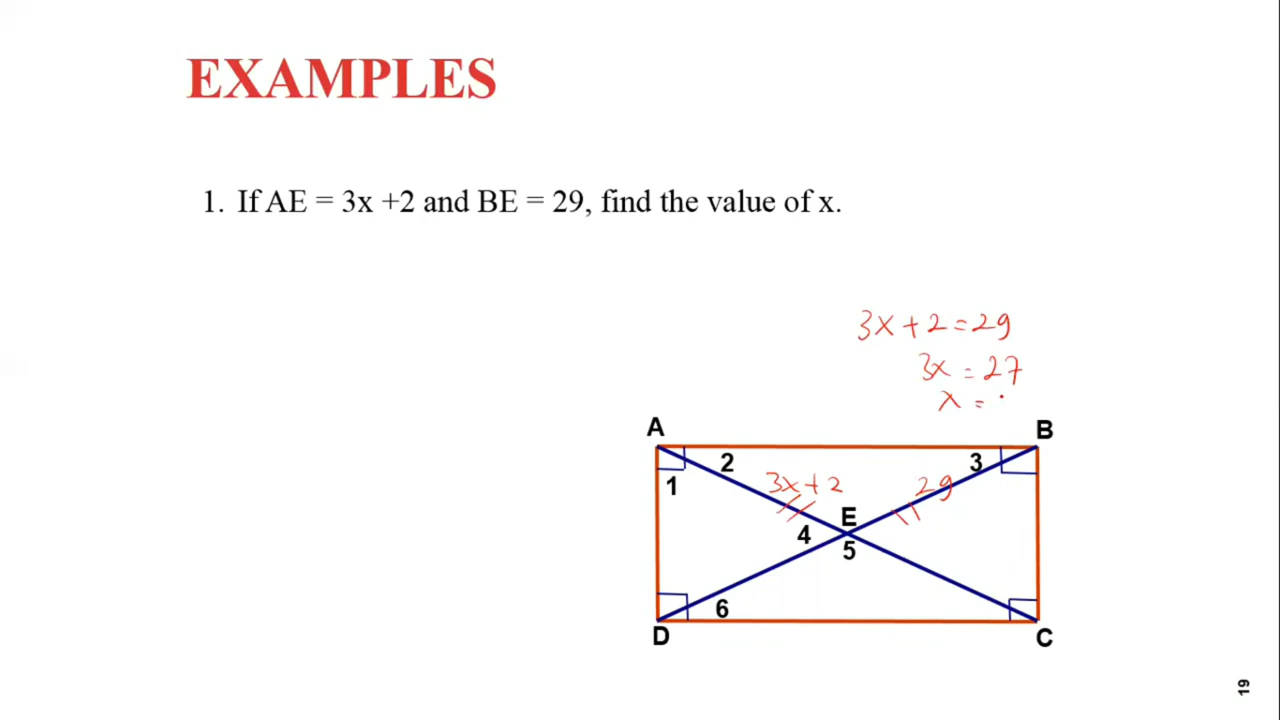 EXAMPLES
1. If AE = 3x +2 and BE = 29, find the value of x.
3x + 2 = 29
3x = 27
x =
A
B
2
3
1
3x + 2
29
E
4
5
6
D
C
19